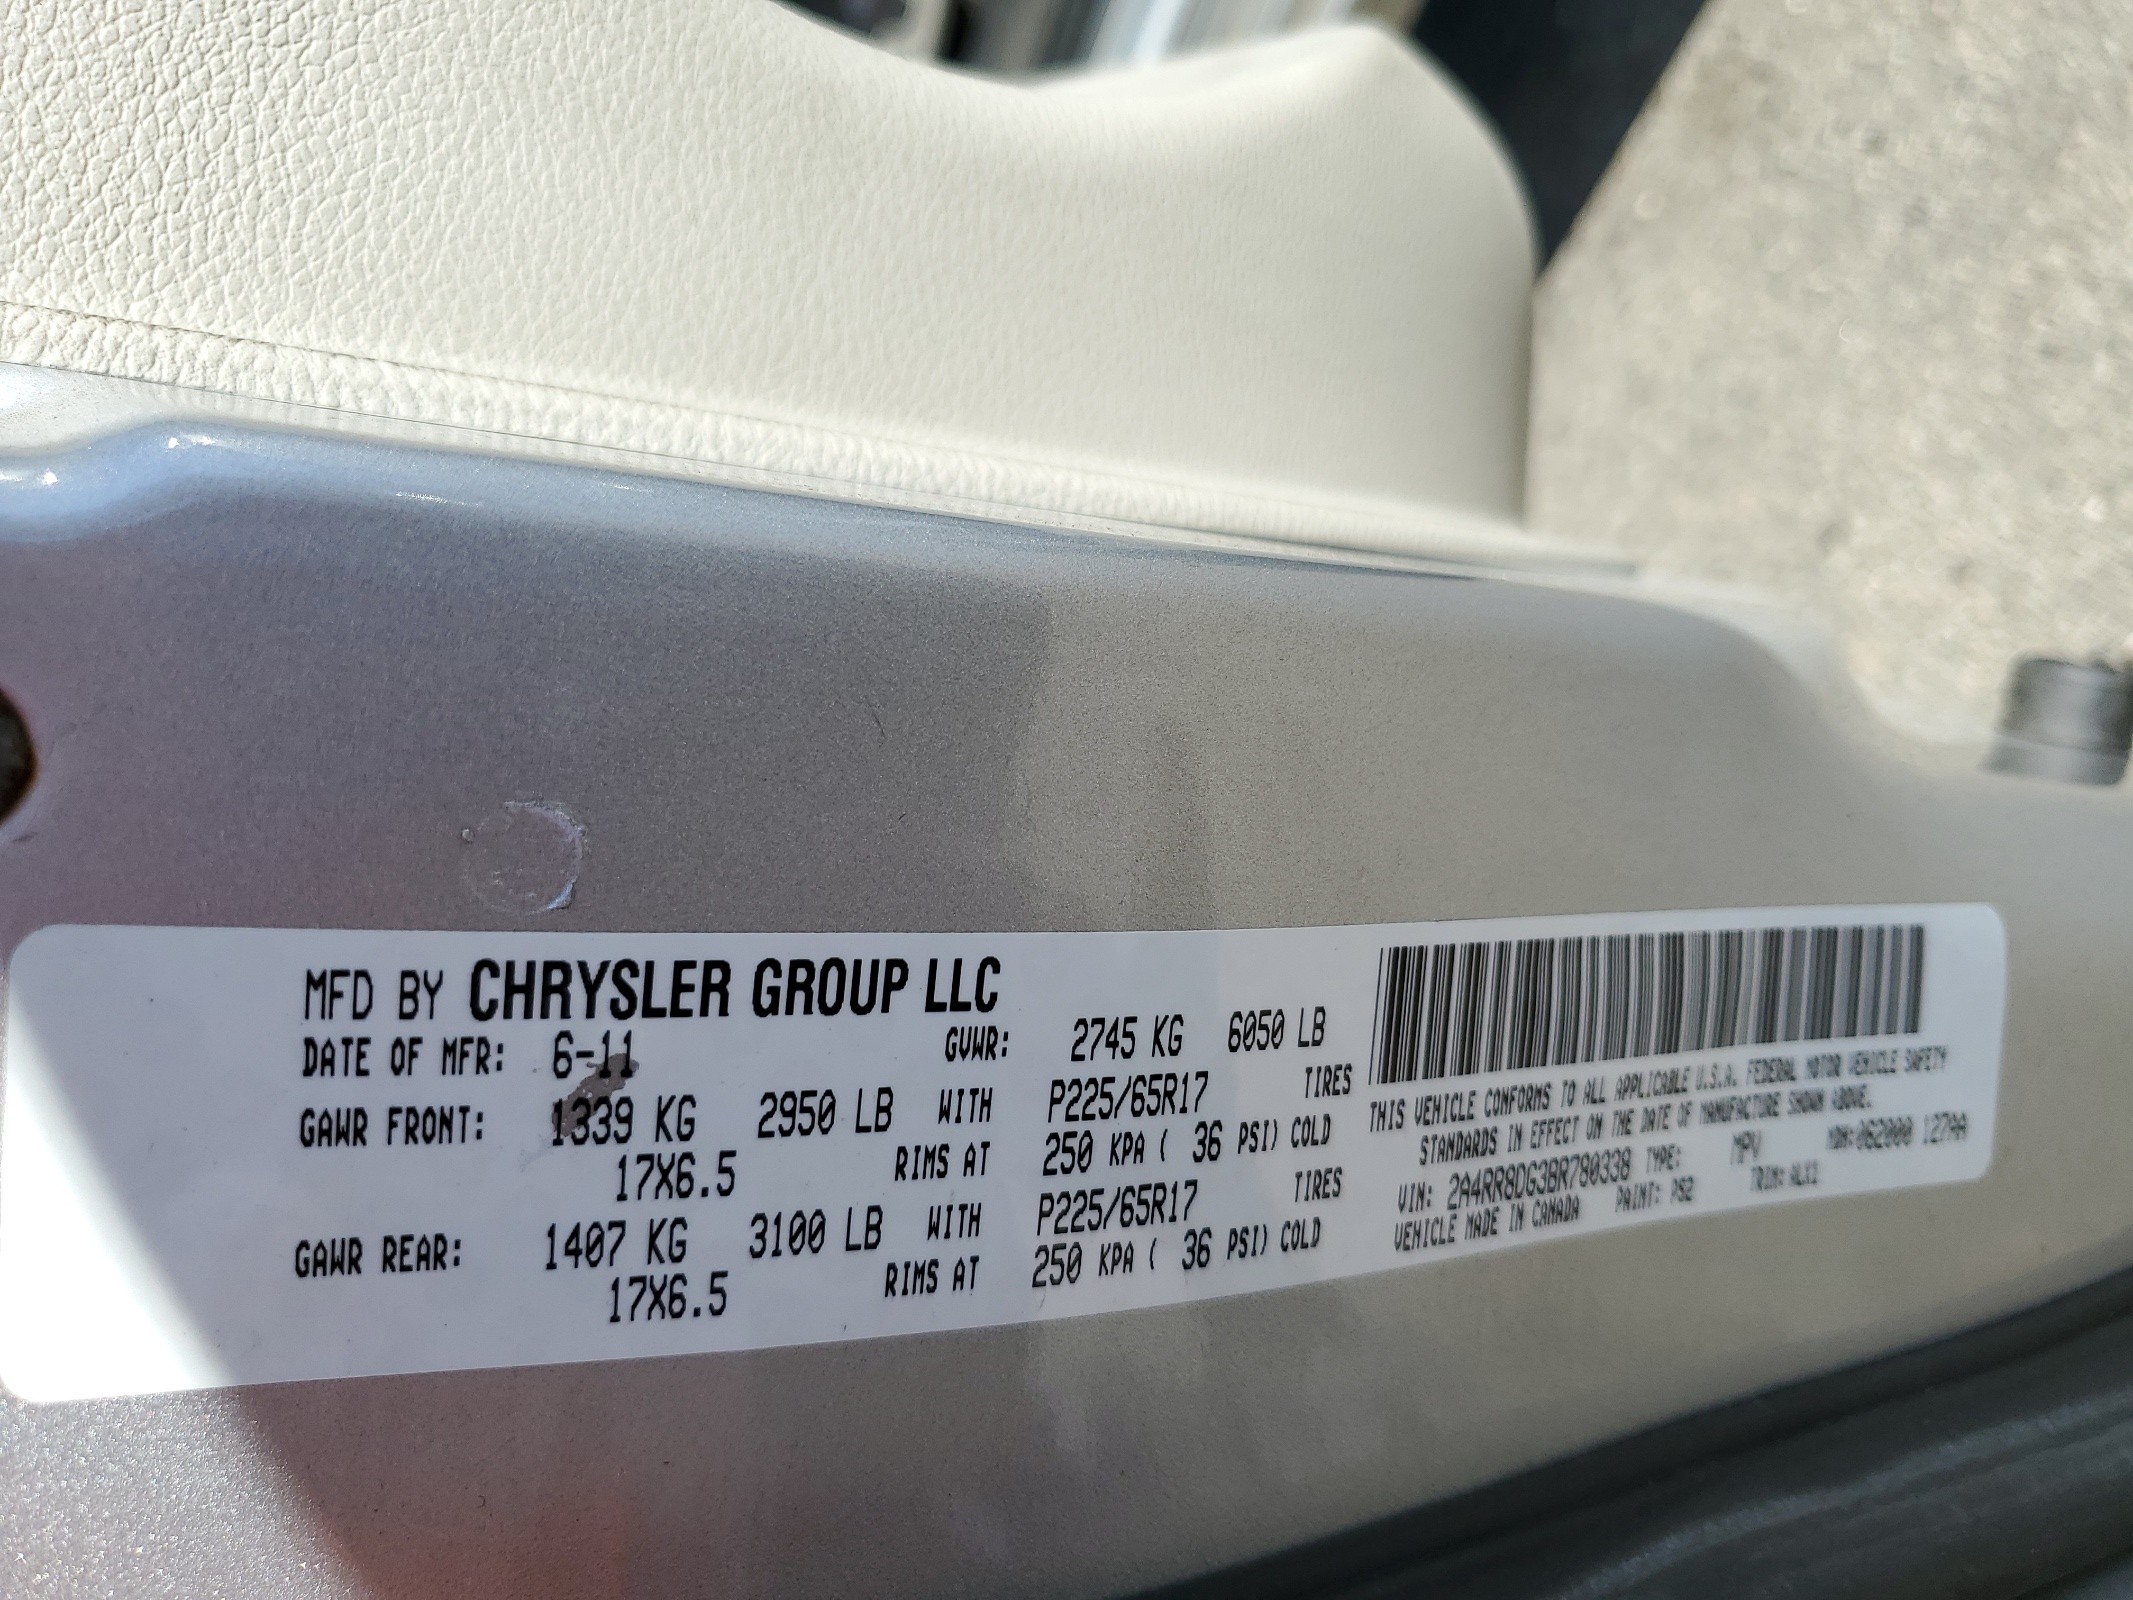 MFD BY CHRYSLER GROUP LLC
DATE OF MFR: 6-11 GVWR: 2745 KG 6050 LB
GAWR FRONT: 1339 KG 2950 LB WITH P225/65R17 TIRES
17X6.5 RIMS AT 250 KPA ( 36 PSI) COLD
GAWR REAR: 1407 KG 3100 LB WITH P225/65R17 TIRES
17X6.5 RIMS AT 250 KPA ( 36 PSI) COLD
THIS VEHICLE CONFORMS TO ALL APPLICABLE U.S.A. FEDERAL MOTOR VEHICLE SAFETY
STANDARDS IN EFFECT ON THE DATE OF MANUFACTURE SHOWN ABOVE.
VIN: 2A4RR8DG3BR780338 TYPE: MPV MDH:062000 127AA
VEHICLE MADE IN CANADA PAINT: PS2 TRIM: